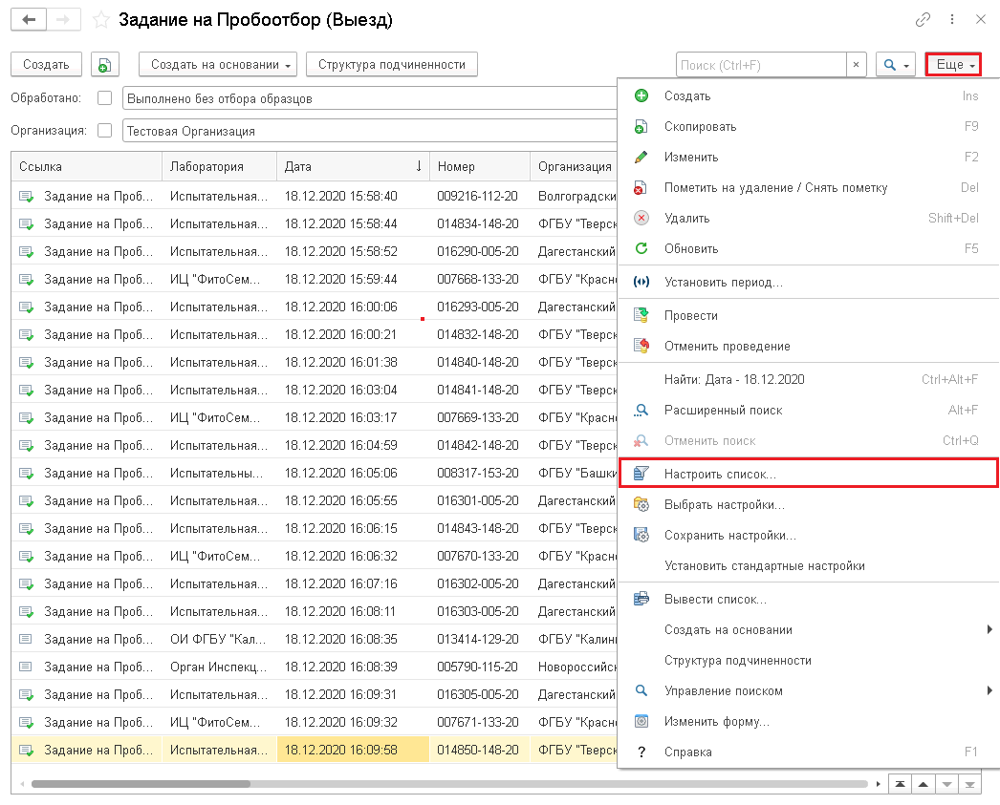 Задание на Пробоотбор (Выезд)
Создать Создать на основании Структура подчиненности Поиск (Ctrl+F) × Еще
Обработано: Выполнено без отбора образцов
Организация: Тестовая Организация
Ссылка Лаборатория Дата ↓ Номер Организация
Задание на Проб... Испытательная... 18.12.2020 15:58:40 009216-112-20 Волгоградски
Задание на Проб... Испытательная... 18.12.2020 15:58:44 014834-148-20 ФГБУ "Тверск
Задание на Проб... Испытательная... 18.12.2020 15:58:52 016290-005-20 Дагестанский
Задание на Проб... ИЦ "ФитоСем... 18.12.2020 15:59:44 007668-133-20 ФГБУ "Красно
Задание на Проб... Испытательная... 18.12.2020 16:00:06 016293-005-20 Дагестанский
Задание на Проб... Испытательная... 18.12.2020 16:00:21 014832-148-20 ФГБУ "Тверск
Задание на Проб... Испытательная... 18.12.2020 16:01:38 014840-148-20 ФГБУ "Тверск
Задание на Проб... Испытательная... 18.12.2020 16:03:04 014841-148-20 ФГБУ "Тверск
Задание на Проб... ИЦ "ФитоСем... 18.12.2020 16:03:17 007669-133-20 ФГБУ "Красно
Задание на Проб... Испытательная... 18.12.2020 16:04:59 014842-148-20 ФГБУ "Тверск
Задание на Проб... Испытательны... 18.12.2020 16:05:06 008317-153-20 ФГБУ "Башки
Задание на Проб... Испытательная... 18.12.2020 16:05:55 016301-005-20 Дагестанский
Задание на Проб... Испытательная... 18.12.2020 16:06:15 014843-148-20 ФГБУ "Тверск
Задание на Проб... ИЦ "ФитоСем... 18.12.2020 16:06:32 007670-133-20 ФГБУ "Красно
Задание на Проб... Испытательная... 18.12.2020 16:07:16 016302-005-20 Дагестанский
Задание на Проб... Испытательная... 18.12.2020 16:08:11 016303-005-20 Дагестанский
Задание на Проб... ОИ ФГБУ "Кал... 18.12.2020 16:08:35 013414-129-20 ФГБУ "Калин
Задание на Проб... Орган Инспекц... 18.12.2020 16:08:39 005790-115-20 Новороссийск
Задание на Проб... Испытательная... 18.12.2020 16:09:31 016305-005-20 Дагестанский
Задание на Проб... ИЦ "ФитоСем... 18.12.2020 16:09:32 007671-133-20 ФГБУ "Красно
Задание на Проб... Испытательная... 18.12.2020 16:09:58 014850-148-20 ФГБУ "Тверск
Создать Ins
Скопировать F9
Изменить F2
Пометить на удаление / Снять пометку Del
Удалить Shift+Del
Обновить F5
Установить период...
Провести
Отменить проведение
Найти: Дата - 18.12.2020 Ctrl+Alt+F
Расширенный поиск Alt+F
Отменить поиск Ctrl+Q
Настроить список...
Выбрать настройки...
Сохранить настройки...
Установить стандартные настройки
Вывести список...
Создать на основании
Структура подчиненности
Управление поиском
Изменить форму...
? Справка F1